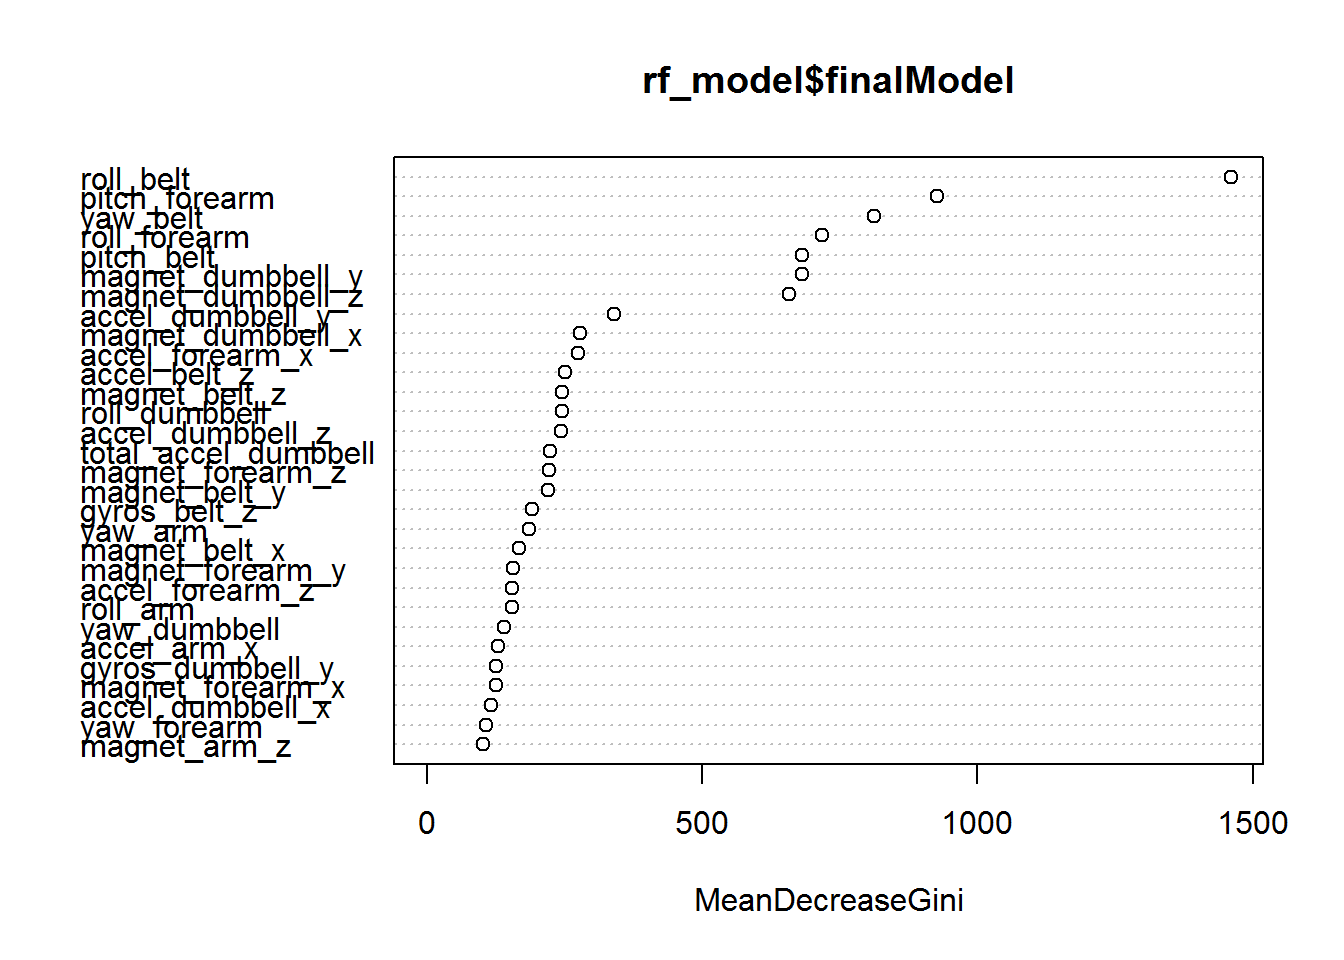 rf_model$finalModel
roll_belt
pitch_forearm
yaw_belt
roll_forearm
pitch_belt
magnet_dumbbell_y
magnet_dumbbell_z
accel_dumbbell_y
magnet_dumbbell_x
accel_forearm_x
accel_belt_z
magnet_belt_z
roll_dumbbell
accel_dumbbell_z
total_accel_dumbbell
magnet_forearm_z
magnet_belt_y
gyros_belt_z
yaw_arm
magnet_belt_x
magnet_forearm_y
accel_forearm_z
roll_arm
yaw_dumbbell
accel_arm_x
gyros_dumbbell_y
magnet_forearm_x
accel_dumbbell_x
yaw_forearm
magnet_arm_z
0 500 1000 1500
MeanDecreaseGini